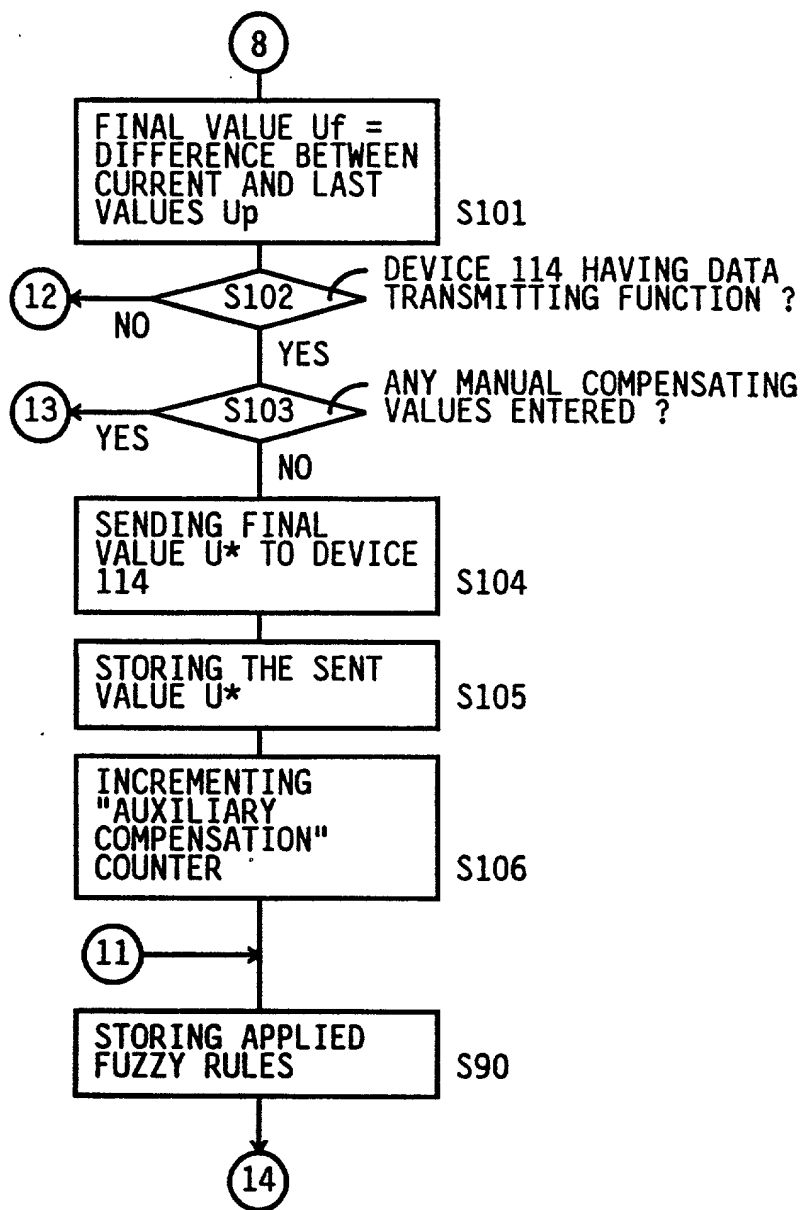 8
FINAL VALUE Uf =
DIFFERENCE BETWEEN
CURRENT AND LAST
VALUES Up
S101
DEVICE 114 HAVING DATA
TRANSMITTING FUNCTION ?
12
S102
NO
YES
ANY MANUAL COMPENSATING
VALUES ENTERED ?
13
S103
YES
NO
SENDING FINAL
VALUE U* TO DEVICE
114
S104
STORING THE SENT
VALUE U*
S105
INCREMENTING
"AUXILIARY
COMPENSATION"
COUNTER
S106
11
STORING APPLIED
FUZZY RULES
S90
14